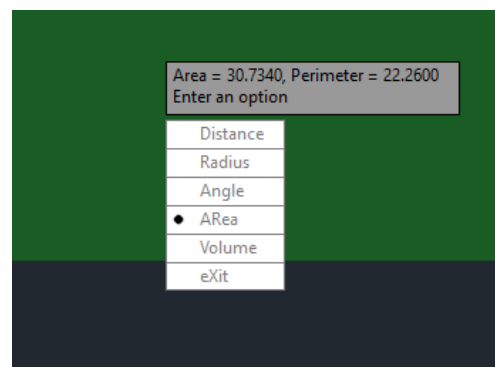 Area = 30.7340, Perimeter = 22.2600
Enter an option
Distance
Radius
Angle
ARea
Volume
eXit